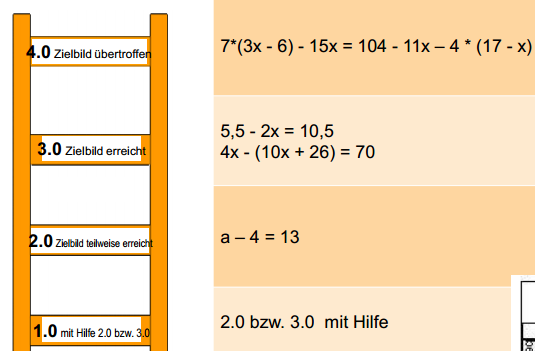 4.0 Zielbild übertroffen
7*(3x - 6) - 15x = 104 - 11x – 4 * (17 - x)
3.0 Zielbild erreicht
5,5 - 2x = 10,5
4x - (10x + 26) = 70
2.0 Zielbild teilweise erreicht
a – 4 = 13
1.0 mit Hilfe 2.0 bzw. 3.0
2.0 bzw. 3.0 mit Hilfe